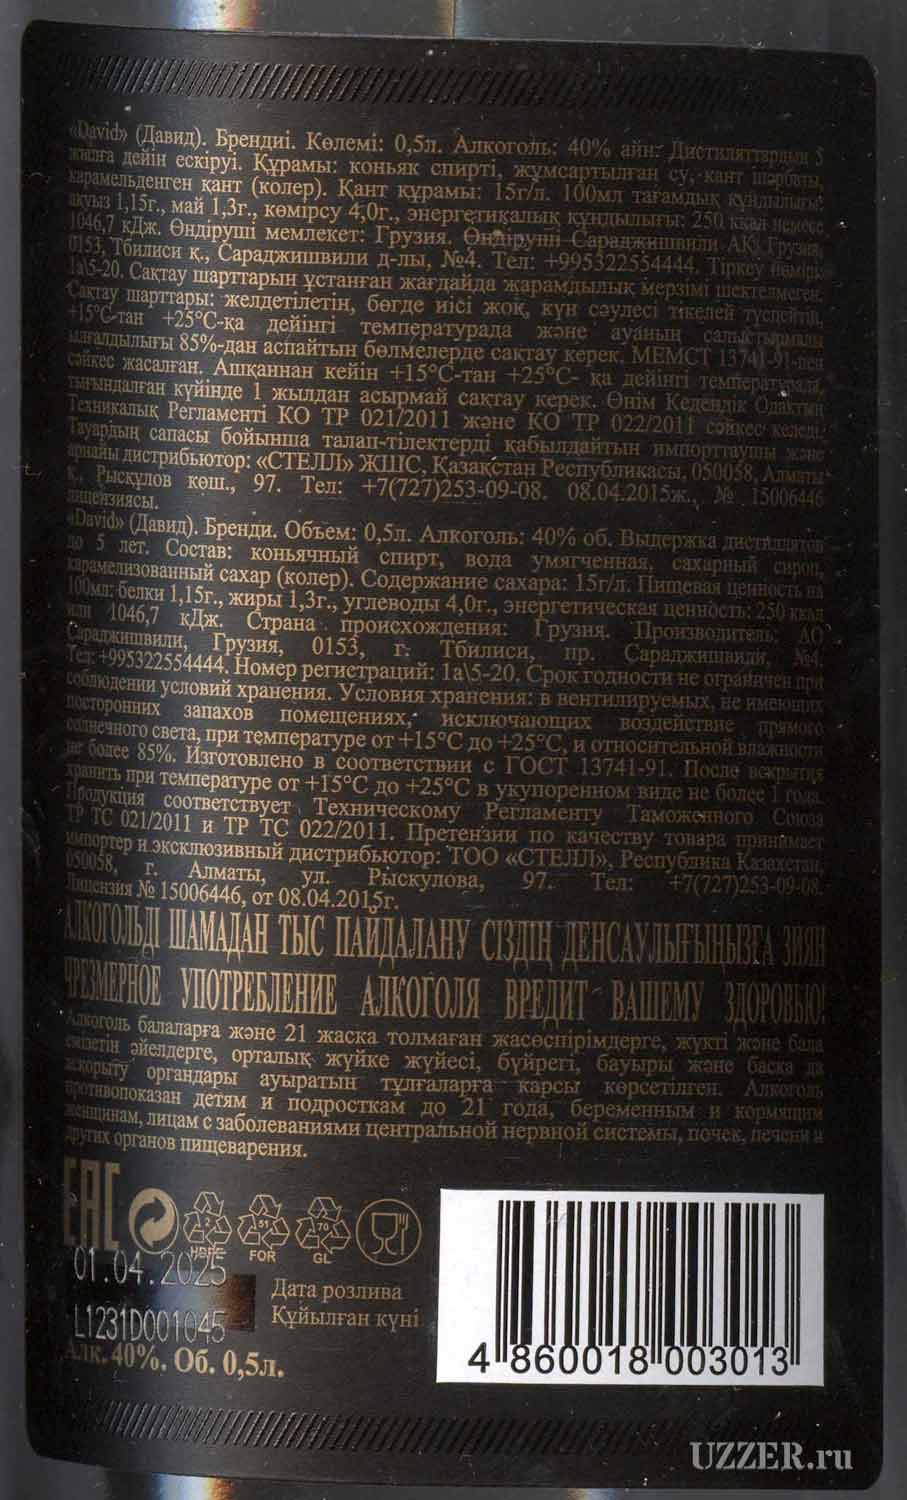 «David» (Давид). Брендиі. Көлемі: 0,5л. Алкоголь: 40% айн. Дистиляттардың 5
жылға дейін ескіруі. Құрамы: коньяк спирті, жұмсартылған су, қант шәрбаты,
карамельденген қант (колер). Қант құрамы: 15г/л. 100мл тағамдық құндылығы:
ақуыз 1,15г., май 1,3г., көмірсу 4,0г., энергетикалық құндылығы: 250 ккал немесе
1046,7 кДж. Өндіруші мемлекет: Грузия. Өндіруші Сараджишвили АҚ, Грузия,
0153, Тбилиси қ., Сараджишвили д-лы, №4. Тел: +995322554444. Тіркеу нөмірі:
1а\5-20. Сақтау шарттарын ұстанған жағдайда жарамдылық мерзімі шектелмеген.
Сақтау шарттары: желдетілетін, бөгде иісі жоқ, күн сәулесі тікелей түспейтін,
+15°С-тан +25°С-қа дейінгі температурада және ауаның салыстырмалы
ылғалдылығы 85%-дан аспайтын бөлмелерде сақтау керек. МЕМСТ 13741-91-рен
сәйкес жасалған. Ашқаннан кейін +15°С-тан +25°С- қа дейінгі температурада,
тығындалған күйінде 1 жылдан асырмай сақтау керек. Өнім Кедендік Одақтың
Техникалық Регламенті КО ТР 021/2011 және КО ТР 022/2011 сәйкес келеді.
Тауардың сапасы бойынша талап-тілектерді қабылдайтын импорттаушы және
арнайы дистрибьютор: «СТЕЛЛ» ЖШС, Қазақстан Республикасы, 050058, Алматы
қ., Рысқұлов көш., 97. Тел: +7(727)253-09-08. 08.04.2015ж., № 15006446
лицензиясы.
«David» (Давид). Бренди. Объем: 0,5л. Алкоголь: 40% об. Выдержка дистиллятов
до 5 лет. Состав: коньячный спирт, вода умягченная, сахарный сироп,
карамелизованный сахар (колер). Содержание сахара: 15г/л. Пищевая ценность на
100мл: белки 1,15г., жиры 1,3г., углеводы 4,0г., энергетическая ценность: 250 ккал
или 1046,7 кДж. Страна происхождения: Грузия. Производитель: АО
Сараджишвили, Грузия, 0153, г. Тбилиси, пр. Сараджишвили, №4.
Тел: +995322554444. Номер регистраций: 1а\5-20. Срок годности не ограничен при
соблюдении условий хранения. Условия хранения: в вентилируемых, не имеющих
посторонних запахов помещениях, исключающих воздействие прямого
солнечного света, при температуре от +15°С до +25°С, и относительной влажности
не более 85%. Изготовлено в соответствии с ГОСТ 13741-91. После вскрытия
хранить при температуре от +15°С до +25°С в укупоренном виде не более 1 года.
Продукция соответствует Техническому Регламенту Таможенного Союза
ТР ТС 021/2011 и ТР ТС 022/2011. Претензии по качеству товара принимает
импортер и эксклюзивный дистрибьютор: ТОО «СТЕЛЛ», Республика Казахстан,
050058, г. Алматы, ул. Рыскулова, 97. Тел: +7(727)253-09-08.
Лицензия № 15006446, от 08.04.2015г.
АЛКОГОЛЬДІ ШАМАДАН ТЫС ПАЙДАЛАНУ СІЗДІҢ ДЕНСАУЛЫҒЫҢЫЗҒА ЗИЯН
ЧРЕЗМЕРНОЕ УПОТРЕБЛЕНИЕ АЛКОГОЛЯ ВРЕДИТ ВАШЕМУ ЗДОРОВЬЮ!
Алкоголь балаларға және 21 жасқа толмаған жасөспірімдерге, жүкті және бала
емізетін әйелдерге, орталық жүйке жүйесі, бүйрегі, бауыры және басқа да
асқорыту органдары ауыратын тұлғаларға қарсы көрсетілген. Алкоголь
противопоказан детям и подросткам до 21 года, беременным и кормящим
женщинам, лицам с заболеваниями центральной нервной системы, почек, печени и
других органов пищеварения.
EAC
2 51 70
HDPE FOR GL
01.04.2025
Дата розлива
L1231D001045
Құйылған күні
Алк. 40%. Об. 0,5л.
4 860018 003013
UZZER.ru